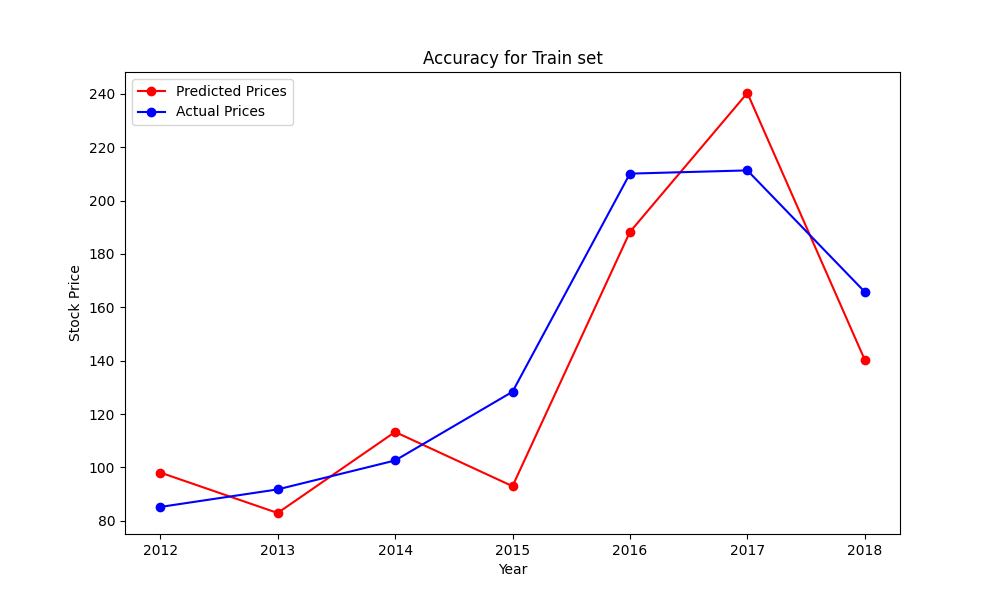 Accuracy for Train set
Predicted Prices
Actual Prices
240
220
200
180
160
140
120
100
80
Stock Price
2012 2013 2014 2015 2016 2017 2018
Year